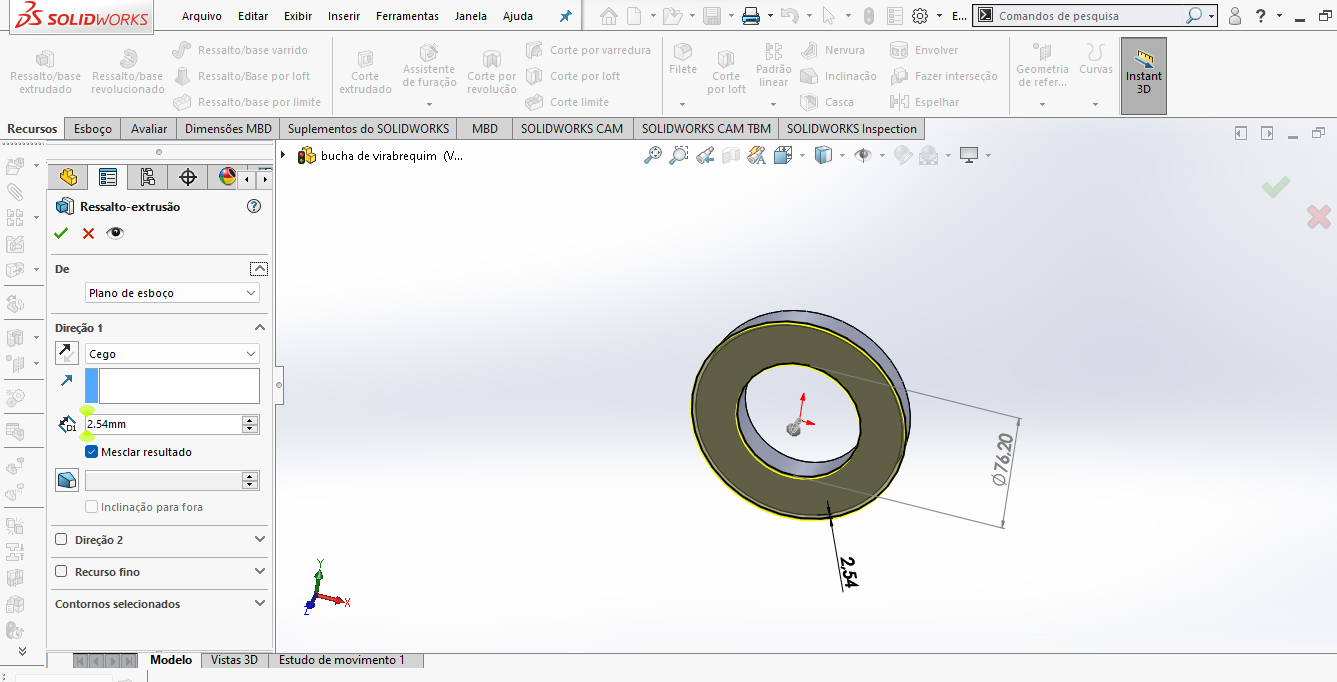 SOLIDWORKS
Arquivo Editar Exibir Inserir Ferramentas Janela Ajuda
E...
Comandos de pesquisa
?
Ressalto/base extrudado
Ressalto/base revolucionado
Ressalto/base varrido
Ressalto/Base por loft
Ressalto/base por limite
Corte extrudado
Assistente de furação
Corte por revolução
Corte por varredura
Corte por loft
Corte limite
Filete
Corte por loft
Padrão linear
Nervura
Inclinação
Casca
Envolver
Fazer interseção
Espelhar
Geometria de refer...
Curvas
Instant 3D
Recursos Esboço Avaliar Dimensões MBD Suplementos do SOLIDWORKS MBD SOLIDWORKS CAM SOLIDWORKS CAM TBM SOLIDWORKS Inspection
bucha de virabrequim (V...
Ressalto-extrusão
?
De
Plano de esboço
Direção 1
Cego
D1
2.54mm
Mesclar resultado
Inclinação para fora
Direção 2
Recurso fino
Contornos selecionados
Ø76,20
2,54
Y
X
Z
Modelo Vistas 3D Estudo de movimento 1